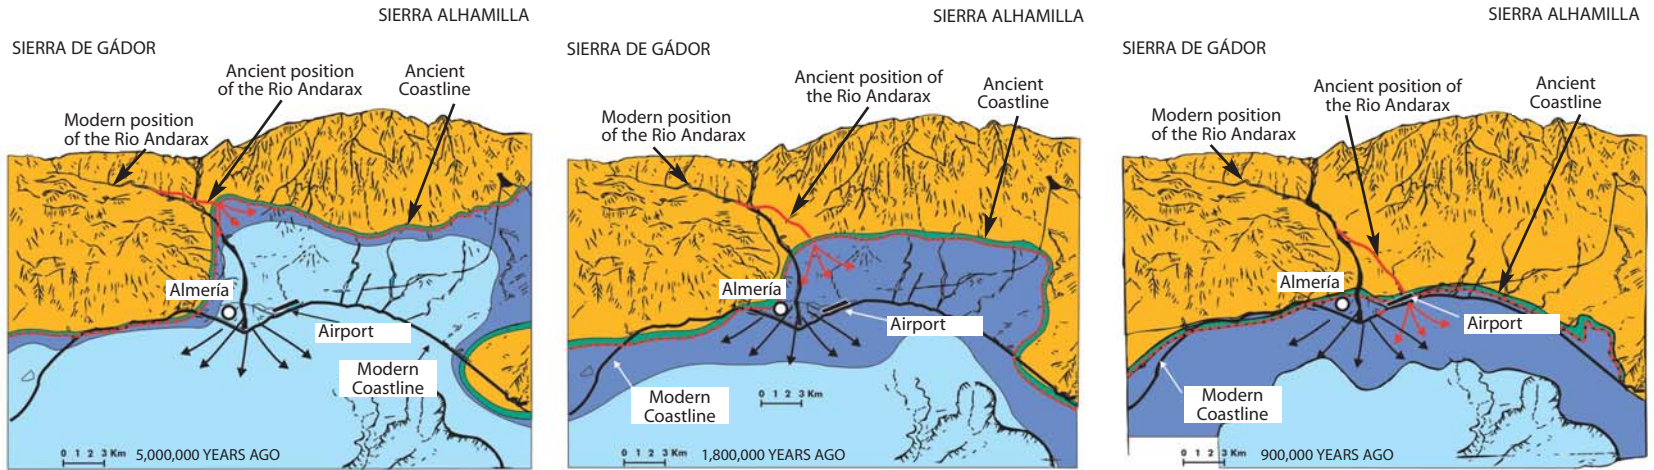 SIERRA ALHAMILLA
SIERRA DE GÁDOR
Ancient position
of the Rio Andarax
Ancient
Coastline
Modern position
of the Rio Andarax
Almería
Airport
Modern
Coastline
0 1 2 3 Km
5,000,000 YEARS AGO
SIERRA ALHAMILLA
SIERRA DE GÁDOR
Ancient position of
the Rio Andarax
Ancient
Coastline
Modern position
of the Rio Andarax
Almería
Airport
Modern
Coastline
0 1 2 3 Km
0 1 2 3 Km
1,800,000 YEARS AGO
SIERRA ALHAMILLA
SIERRA DE GÁDOR
Ancient position of
the Rio Andarax
Ancient
Coastline
Modern position
of the Rio Andarax
Almería
Airport
Modern
Coastline
0 1 2 3 Km
900,000 YEARS AGO